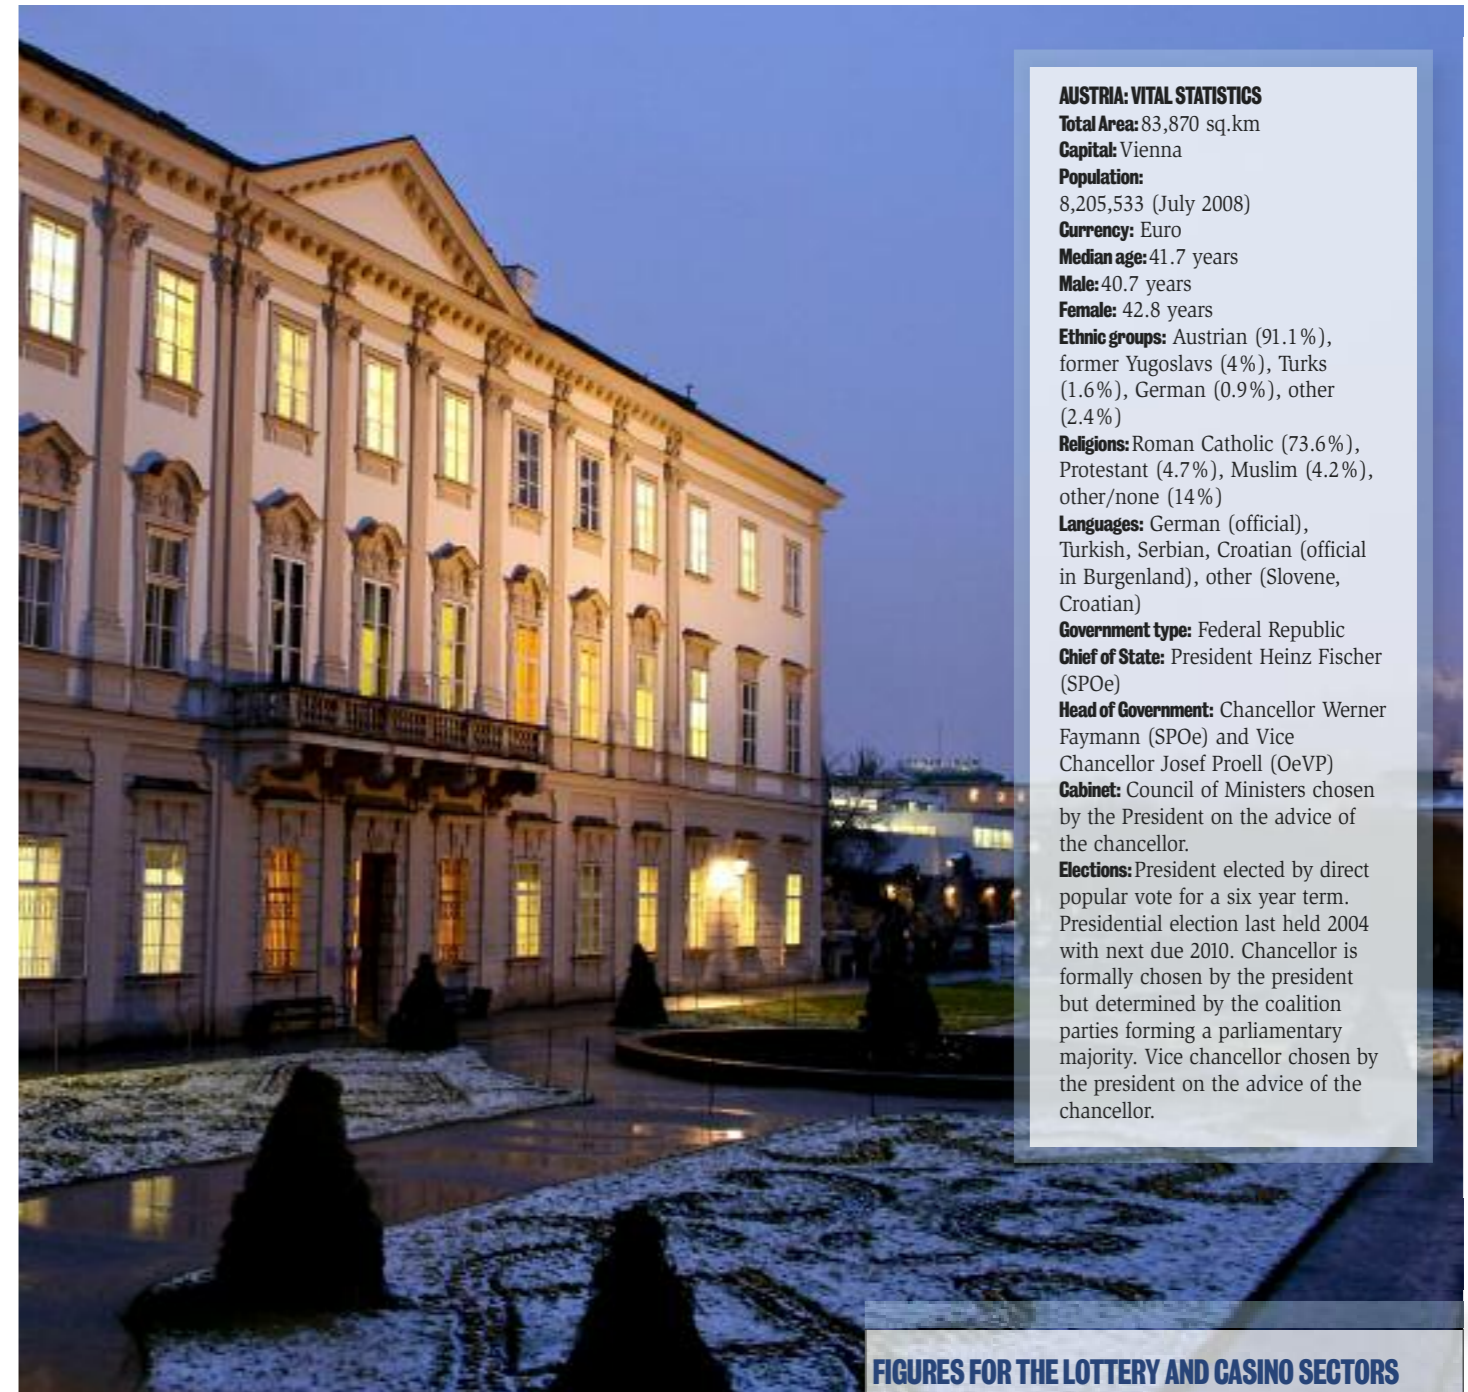 AUSTRIA: VITAL STATISTICS
Total Area: 83,870 sq.km
Capital: Vienna
Population:
8,205,533 (July 2008)
Currency: Euro
Median age: 41.7 years
Male: 40.7 years
Female: 42.8 years
Ethnic groups: Austrian (91.1%),
former Yugoslavs (4%), Turks
(1.6%), German (0.9%), other
(2.4%)
Religions: Roman Catholic (73.6%),
Protestant (4.7%), Muslim (4.2%),
other/none (14%)
Languages: German (official),
Turkish, Serbian, Croatian (official
in Burgenland), other (Slovene,
Croatian)
Government type: Federal Republic
Chief of State: President Heinz Fischer
(SPOe)
Head of Government: Chancellor Werner
Faymann (SPOe) and Vice
Chancellor Josef Proell (OeVP)
Cabinet: Council of Ministers chosen
by the President on the advice of
the chancellor.
Elections: President elected by direct
popular vote for a six year term.
Presidential election last held 2004
with next due 2010. Chancellor is
formally chosen by the president
but determined by the coalition
parties forming a parliamentary
majority. Vice chancellor chosen by
the president on the advice of the
chancellor.
FIGURES FOR THE LOTTERY AND CASINO SECTORS